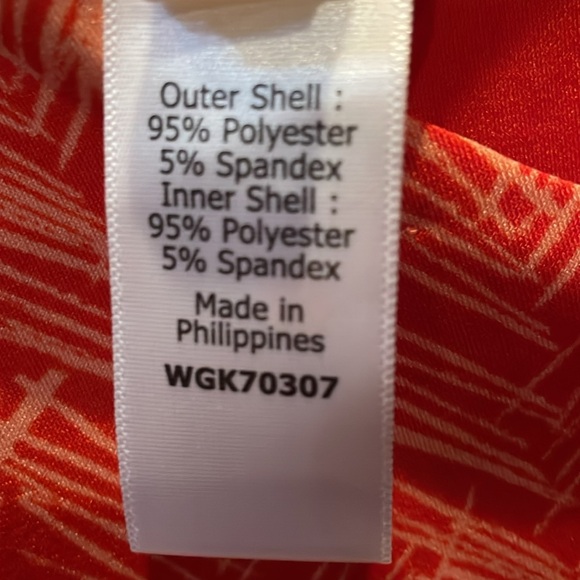 Outer Shell :
95% Polyester
5% Spandex
Inner Shell :
95% Polyester
5% Spandex
Made in
Philippines
WGK70307